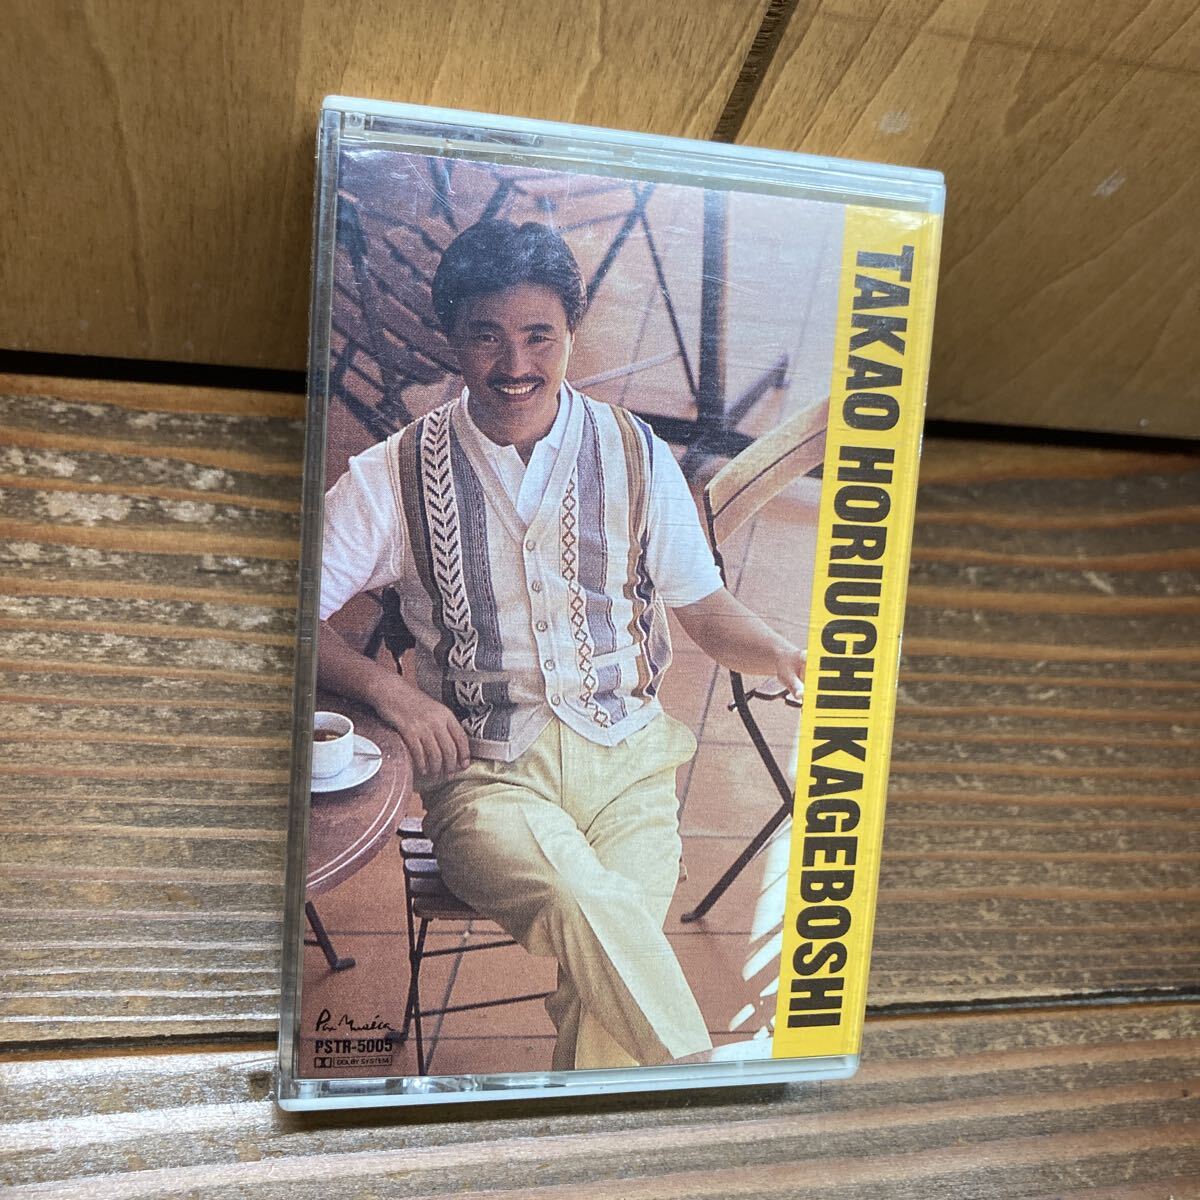 TAKAO HORIUCHI | KAGEBOSHI
Pan Musica
PSTR-5005
DOLBY SYSTEM